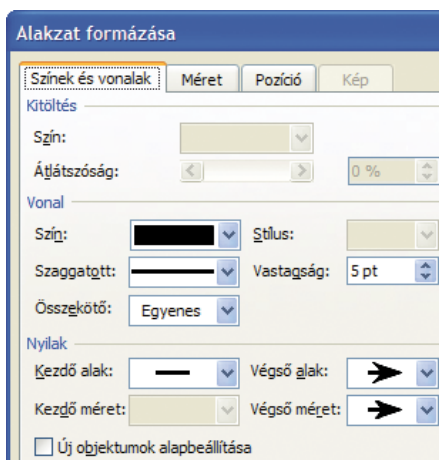 Alakzat formázása
Színek és vonalak Méret Pozíció Kép
Kitöltés
Szín:
Átlátszóság: 0 %
Vonal
Szín: Stílus:
Szaggatott: Vastagság: 5 pt
Összekötő: Egyenes
Nyilak
Kezdő alak: Végső alak:
Kezdő méret: Végső méret:
Új objektumok alapbeállítása